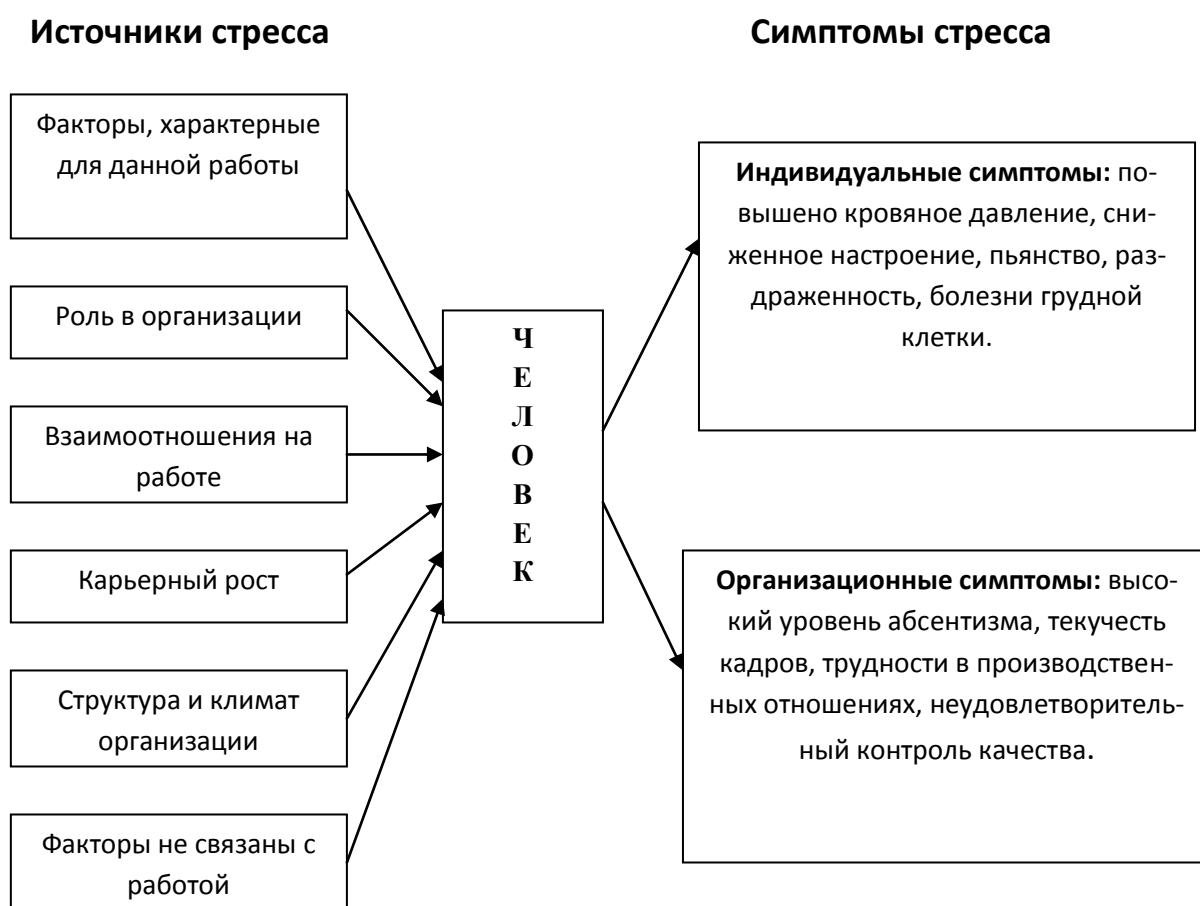 Источники стресса
Симптомы стресса
Факторы, характерные
для данной работы
Роль в организации
Взаимоотношения на
работе
Карьерный рост
Структура и климат
организации
Факторы не связаны с
работой
Ч
Е
Л
О
В
Е
К
Индивидуальные симптомы: по-
вышено кровяное давление, сни-
женное настроение, пьянство, раз-
драженность, болезни грудной
клетки.
Организационные симптомы: высо-
кий уровень абсентизма, текучесть
кадров, трудности в производствен-
ных отношениях, неудовлетворитель-
ный контроль качества.